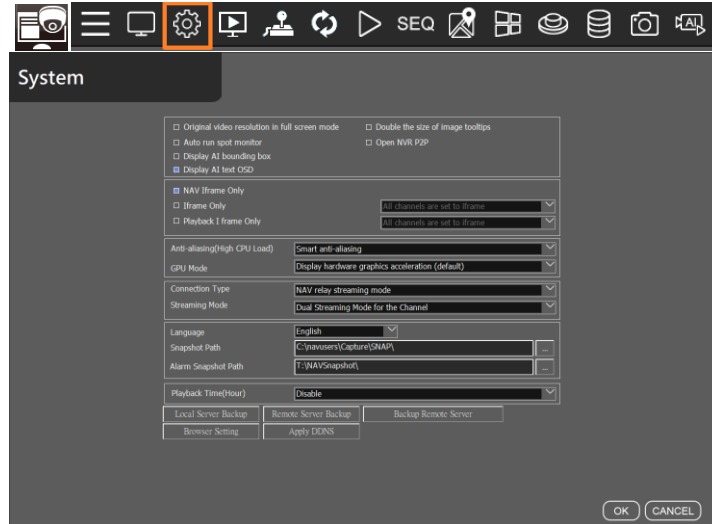 SEQ
AI
System
Original video resolution in full screen mode
Double the size of image tooltips
Auto run spot monitor
Open NVR P2P
Display AI bounding box
Display AI text OSD
NAV Iframe Only
Iframe Only
All channels are set to iframe
Playback I frame Only
All channels are set to iframe
Anti-aliasing(High CPU Load)
Smart anti-aliasing
GPU Mode
Display hardware graphics acceleration (default)
Connection Type
NAV relay streaming mode
Streaming Mode
Dual Streaming Mode for the Channel
Language
English
Snapshot Path
C:\navusers\Capture\SNAP\
...
Alarm Snapshot Path
T:\NAVSnapshot\
...
Playback Time(Hour)
Disable
Local Server Backup
Remote Server Backup
Backup Remote Server
Browser Setting
Apply DDNS
OK
CANCEL